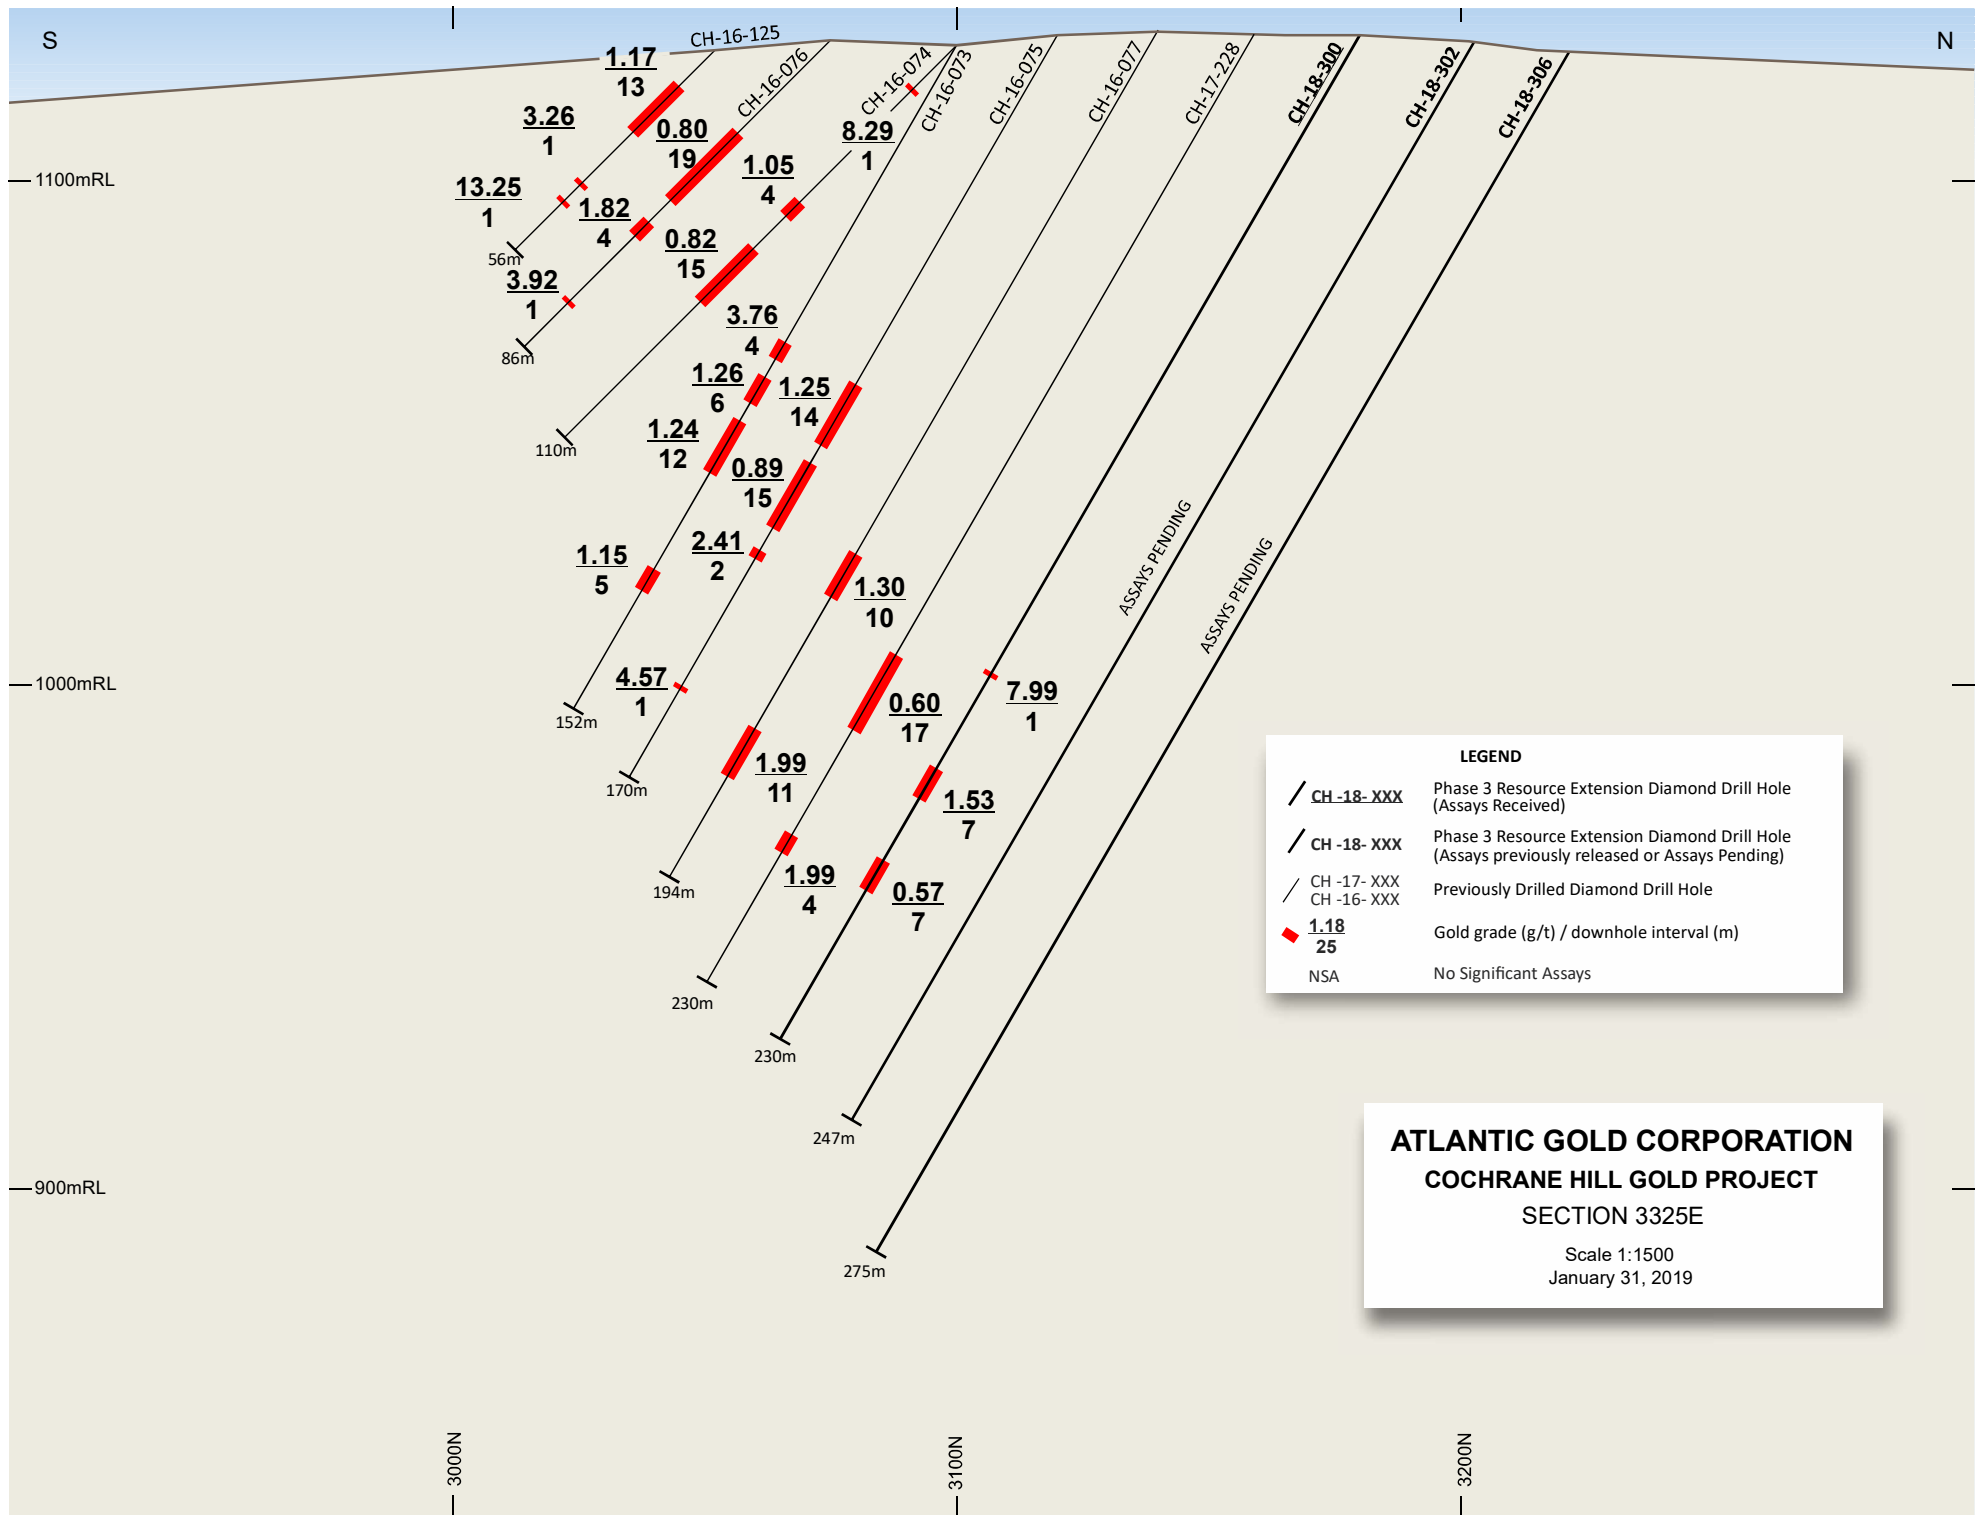 S
N
CH-16-125
CH-16-076
CH-16-074
CH-16-073
CH-16-075
CH-16-077
CH-17-228
CH-18-300
CH-18-302
CH-18-306
1.17
13
3.26
1
13.25
1
56m
0.80
19
1.82
4
3.92
1
86m
8.29
1
1.05
4
0.82
15
110m
3.76
4
1.26
6
1.24
12
1.15
5
152m
1.25
14
0.89
15
2.41
2
4.57
1
170m
1.30
10
1.99
11
194m
0.60
17
1.99
4
230m
7.99
1
1.53
7
0.57
7
230m
ASSAYS PENDING
247m
ASSAYS PENDING
275m
1100mRL
1000mRL
900mRL
3000N
3100N
3200N
LEGEND
CH -18- XXX
Phase 3 Resource Extension Diamond Drill Hole
(Assays Received)
CH -18- XXX
Phase 3 Resource Extension Diamond Drill Hole
(Assays previously released or Assays Pending)
CH -17- XXX
CH -16- XXX
Previously Drilled Diamond Drill Hole
1.18
25
Gold grade (g/t) / downhole interval (m)
NSA
No Significant Assays
ATLANTIC GOLD CORPORATION
COCHRANE HILL GOLD PROJECT
SECTION 3325E
Scale 1:1500
January 31, 2019